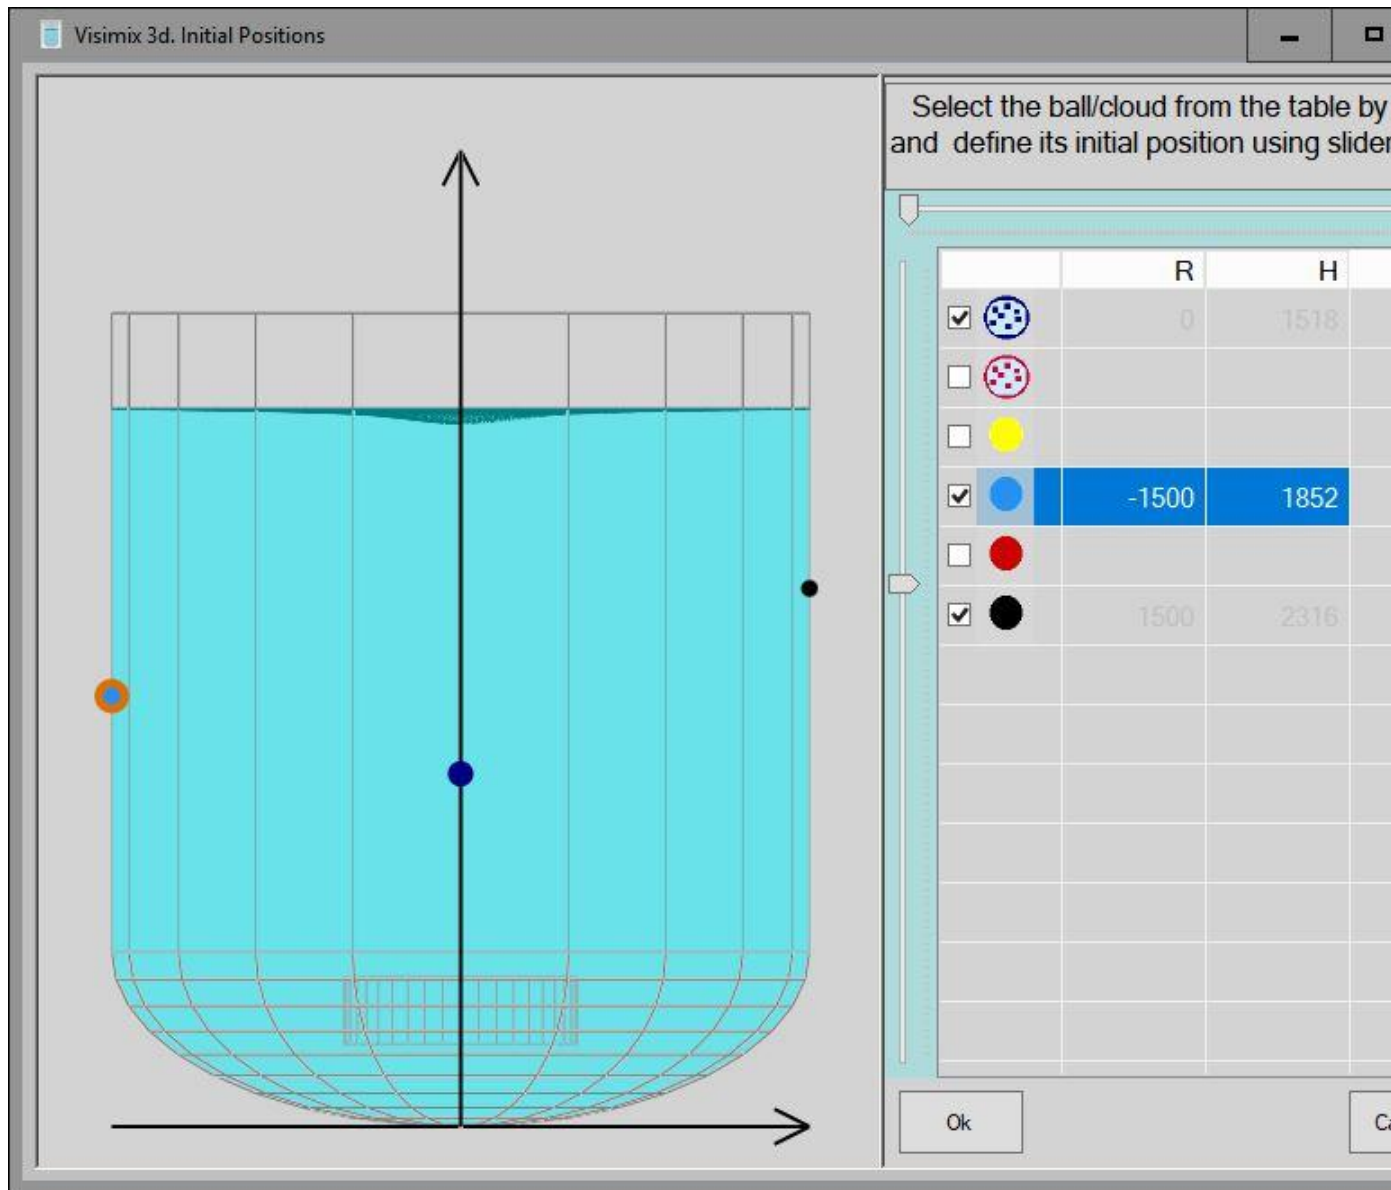 Visimix 3d. Initial Positions
Select the ball/cloud from the table by
and define its initial position using slider
R H
0 1518
-1500 1852
1500 2316
Ok